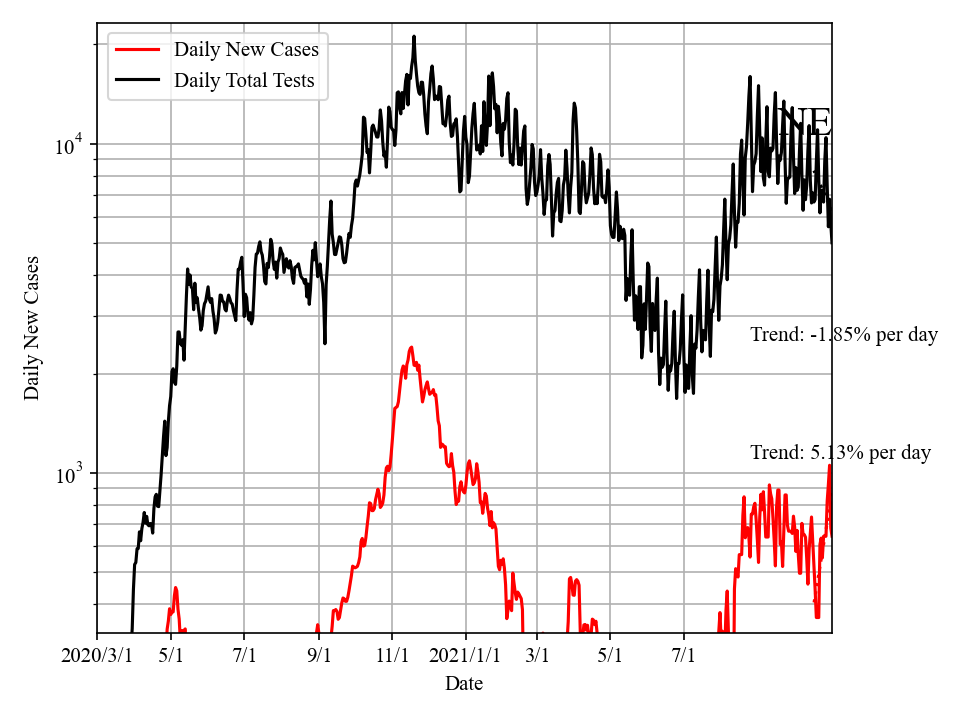 Daily New Cases
Daily Total Tests
NE
10^4
Trend: -1.85% per day
Trend: 5.13% per day
10^3
Daily New Cases
2020/3/1 5/1 7/1 9/1 11/1 2021/1/1 3/1 5/1 7/1
Date